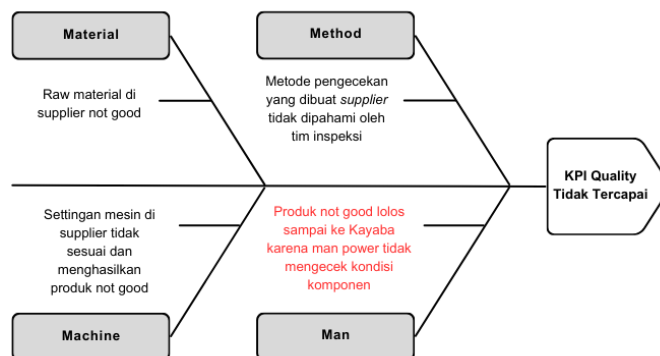 Material
Method
Raw material di
supplier not good
Metode pengecekan
yang dibuat supplier
tidak dipahami oleh
tim inspeksi
KPI Quality
Tidak Tercapai
Settingan mesin di
supplier tidak
sesuai dan
menghasilkan
produk not good
Produk not good lolos
sampai ke Kayaba
karena man power tidak
mengecek kondisi
komponen
Machine
Man